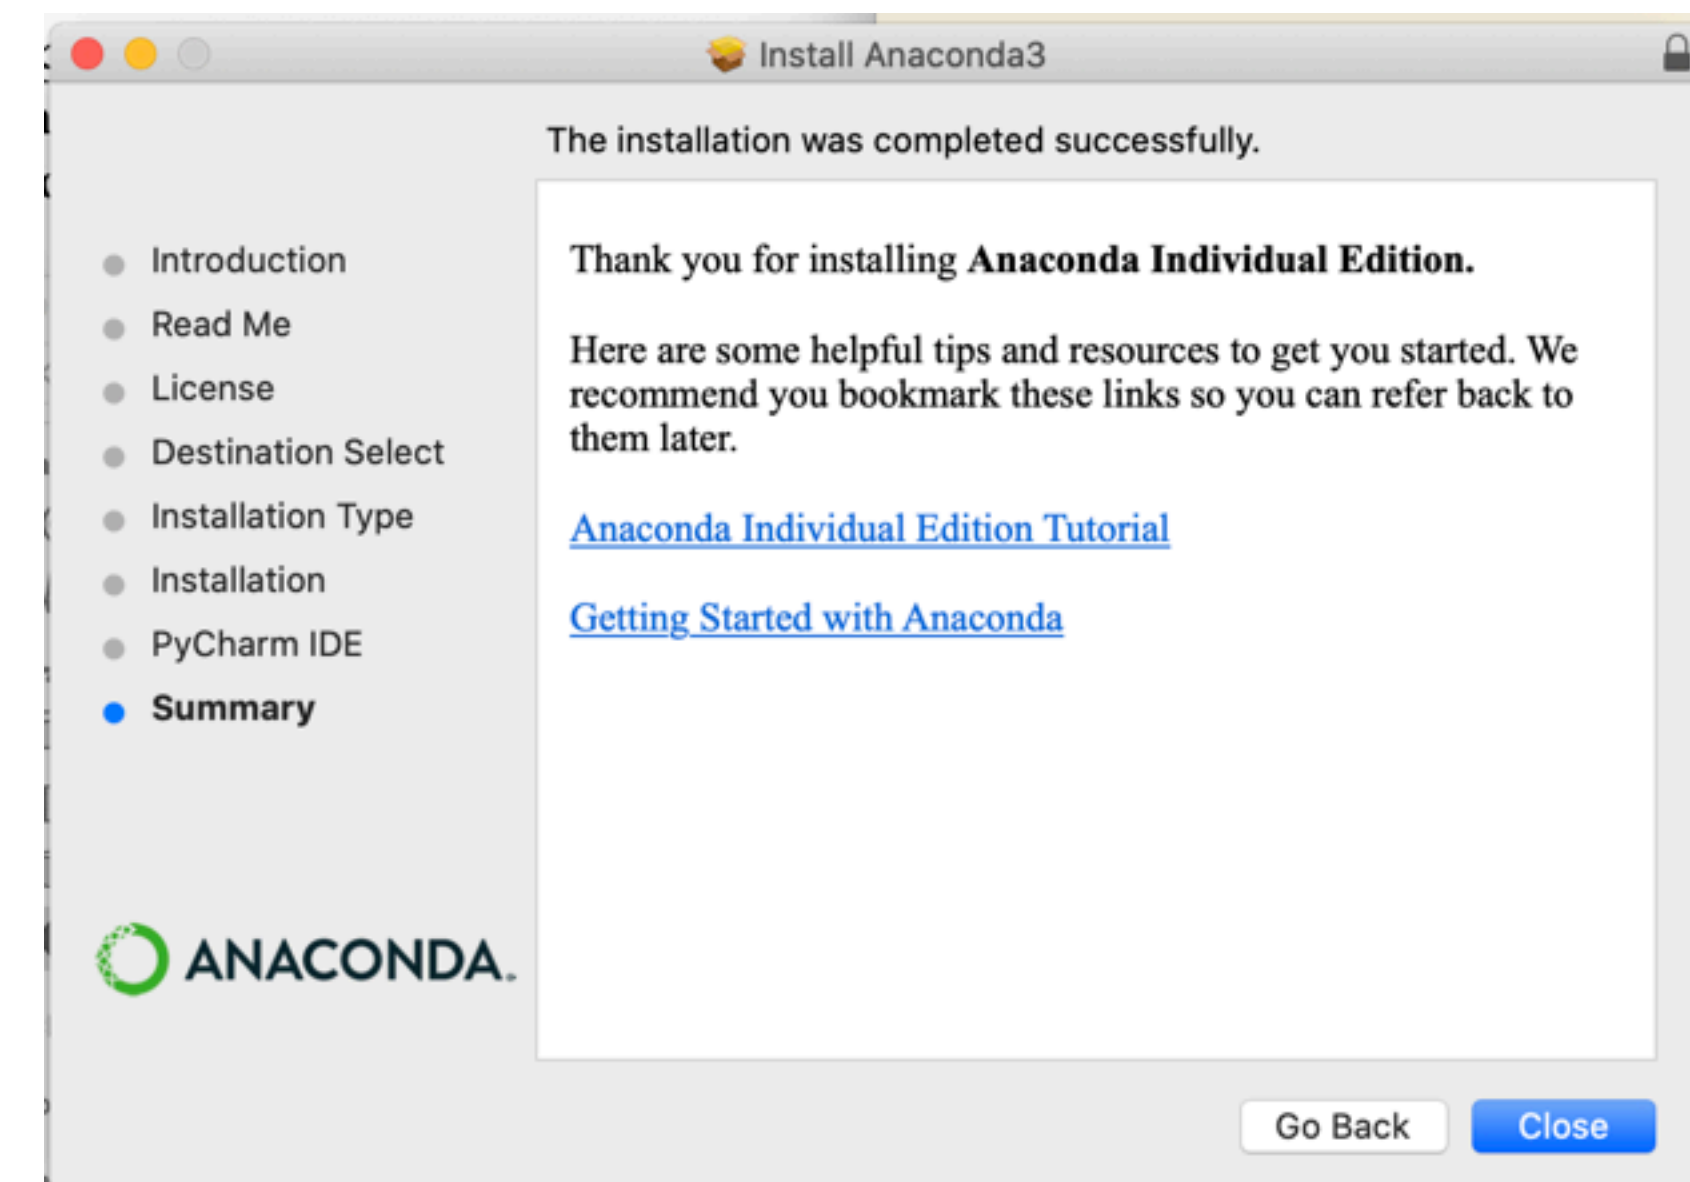 Install Anaconda3
The installation was completed successfully.
Introduction
Read Me
License
Destination Select
Installation Type
Installation
PyCharm IDE
Summary
Thank you for installing Anaconda Individual Edition.
Here are some helpful tips and resources to get you started. We
recommend you bookmark these links so you can refer back to
them later.
Anaconda Individual Edition Tutorial
Getting Started with Anaconda
ANACONDA.
Go Back
Close